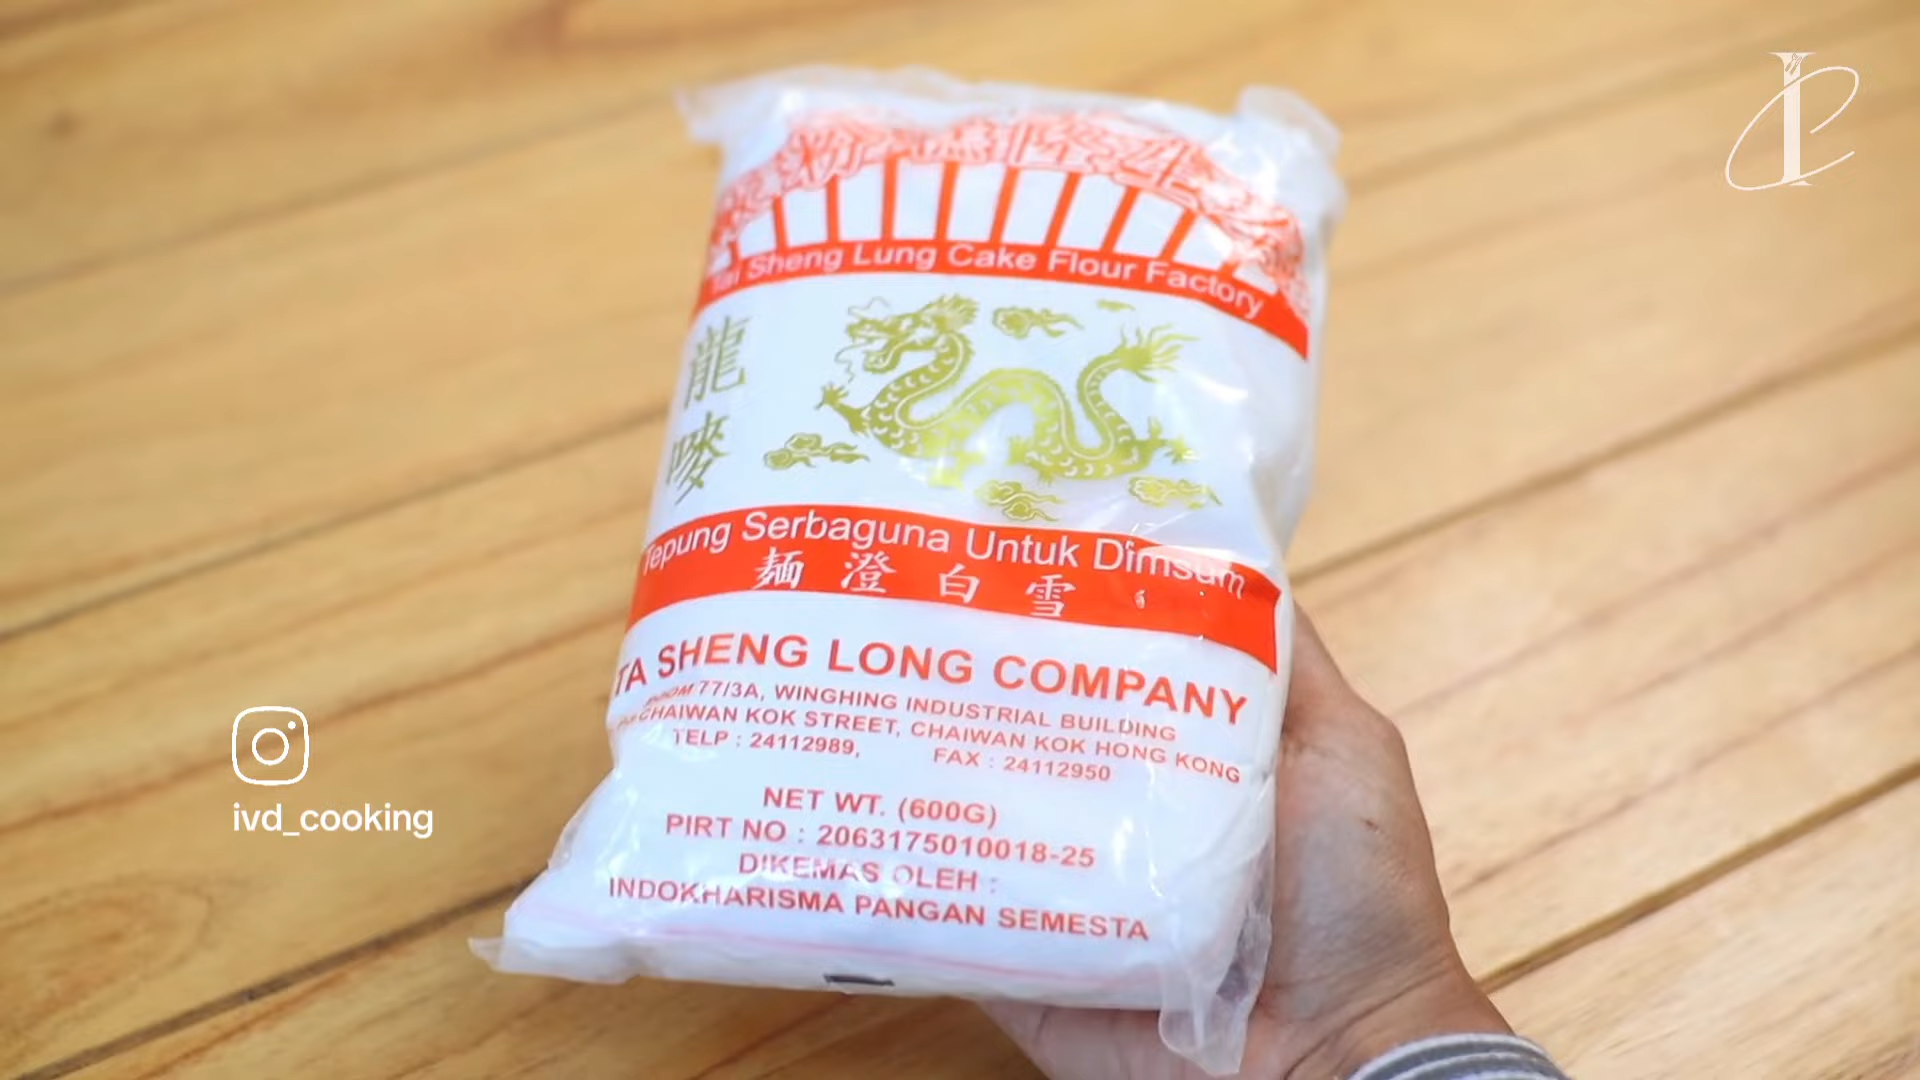 Tai Sheng Lung Cake Flour Factory
龍
嘜
Tepung Serbaguna Untuk Dimsum
麵 澄 白 雪
TA SHENG LONG COMPANY
77/3A, WINGHING INDUSTRIAL BUILDING
CHAIWAN KOK STREET, CHAIWAN KOK HONG KONG
TELP : 24112989, FAX : 24112950
NET WT. (600G)
PIRT NO : 2063175010018-25
DIKEMAS OLEH :
INDOKHARISMA PANGAN SEMESTA
ivd_cooking
IC